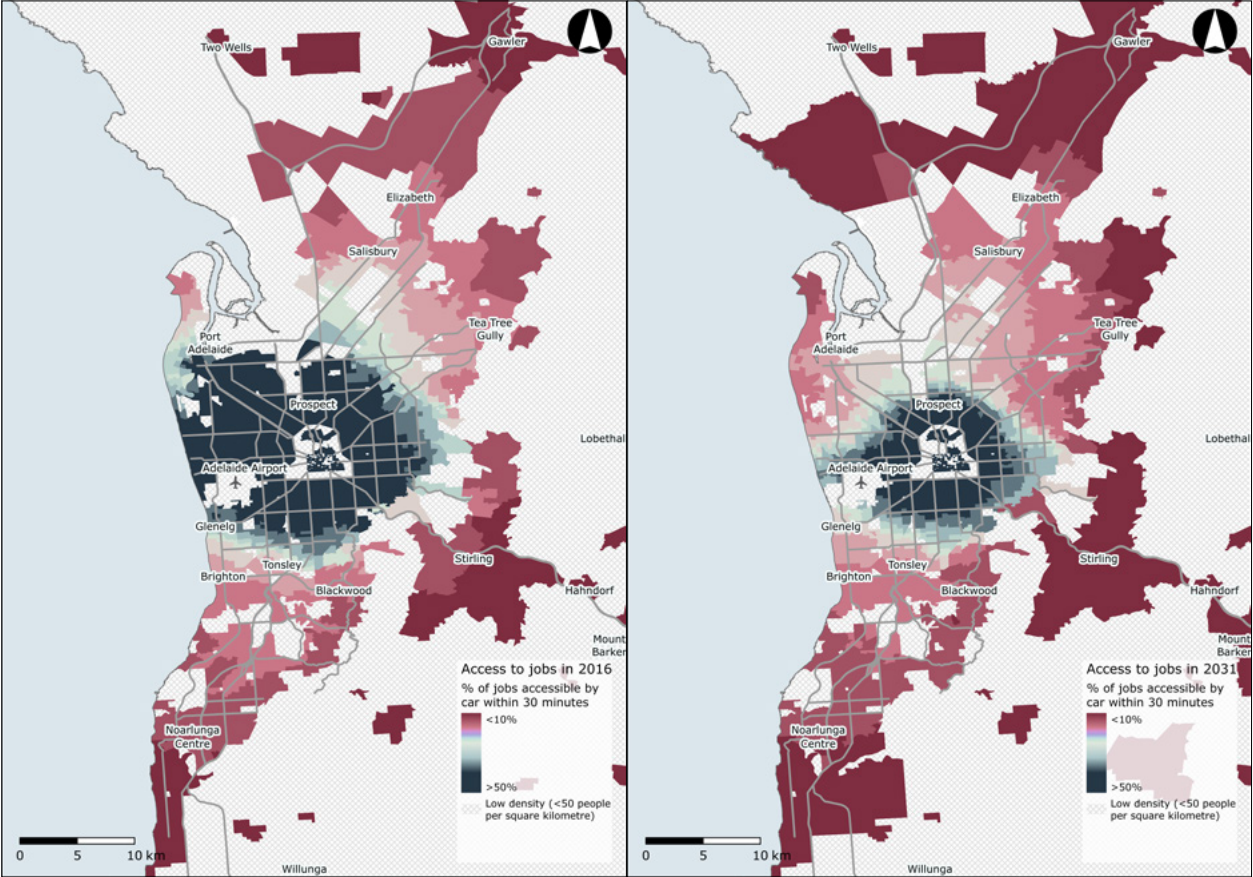 Two Wells
Gawler
Elizabeth
Salisbury
Tea Tree
Gully
Port
Adelaide
Prospect
Lobethal
Adelaide Airport
Glenelg
Stirling
Tonsley
Brighton
Blackwood
Hahndorf
Mount
Barker
Noarlunga
Centre
Willunga
Access to jobs in 2016
% of jobs accessible by
car within 30 minutes
<10%
>50%
Low density (<50 people
per square kilometre)
0 5 10 km
Two Wells
Gawler
Elizabeth
Salisbury
Tea Tree
Gully
Port
Adelaide
Prospect
Lobethal
Adelaide Airport
Glenelg
Stirling
Tonsley
Brighton
Blackwood
Hahndorf
Mount
Barker
Noarlunga
Centre
Willunga
Access to jobs in 2031
% of jobs accessible by
car within 30 minutes
<10%
>50%
Low density (<50 people
per square kilometre)
0 5 10 km